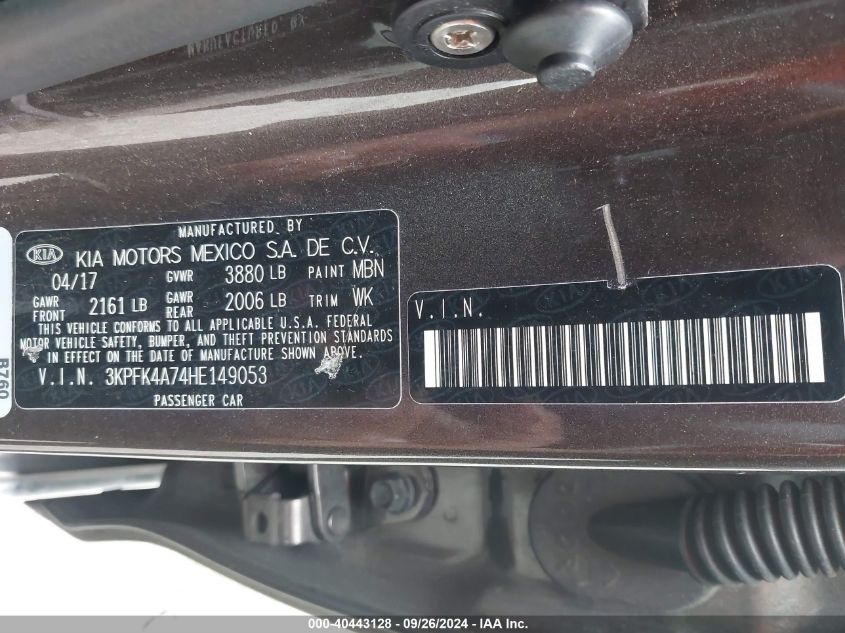 MANUFACTURED BY
KIA KIA MOTORS MEXICO S.A. DE C.V.
04/17 GVWR 3880 LB PAINT MBN
GAWR FRONT 2161 LB GAWR REAR 2006 LB TRIM WK
THIS VEHICLE CONFORMS TO ALL APPLICABLE U.S.A. FEDERAL
MOTOR VEHICLE SAFETY, BUMPER, AND THEFT PREVENTION STANDARDS
IN EFFECT ON THE DATE OF MANUFACTURE SHOWN ABOVE.
V.I.N. 3KPFK4A74HE149053
PASSENGER CAR
V.I.N.
B760
000-40443128 - 09/26/2024 - IAA Inc.